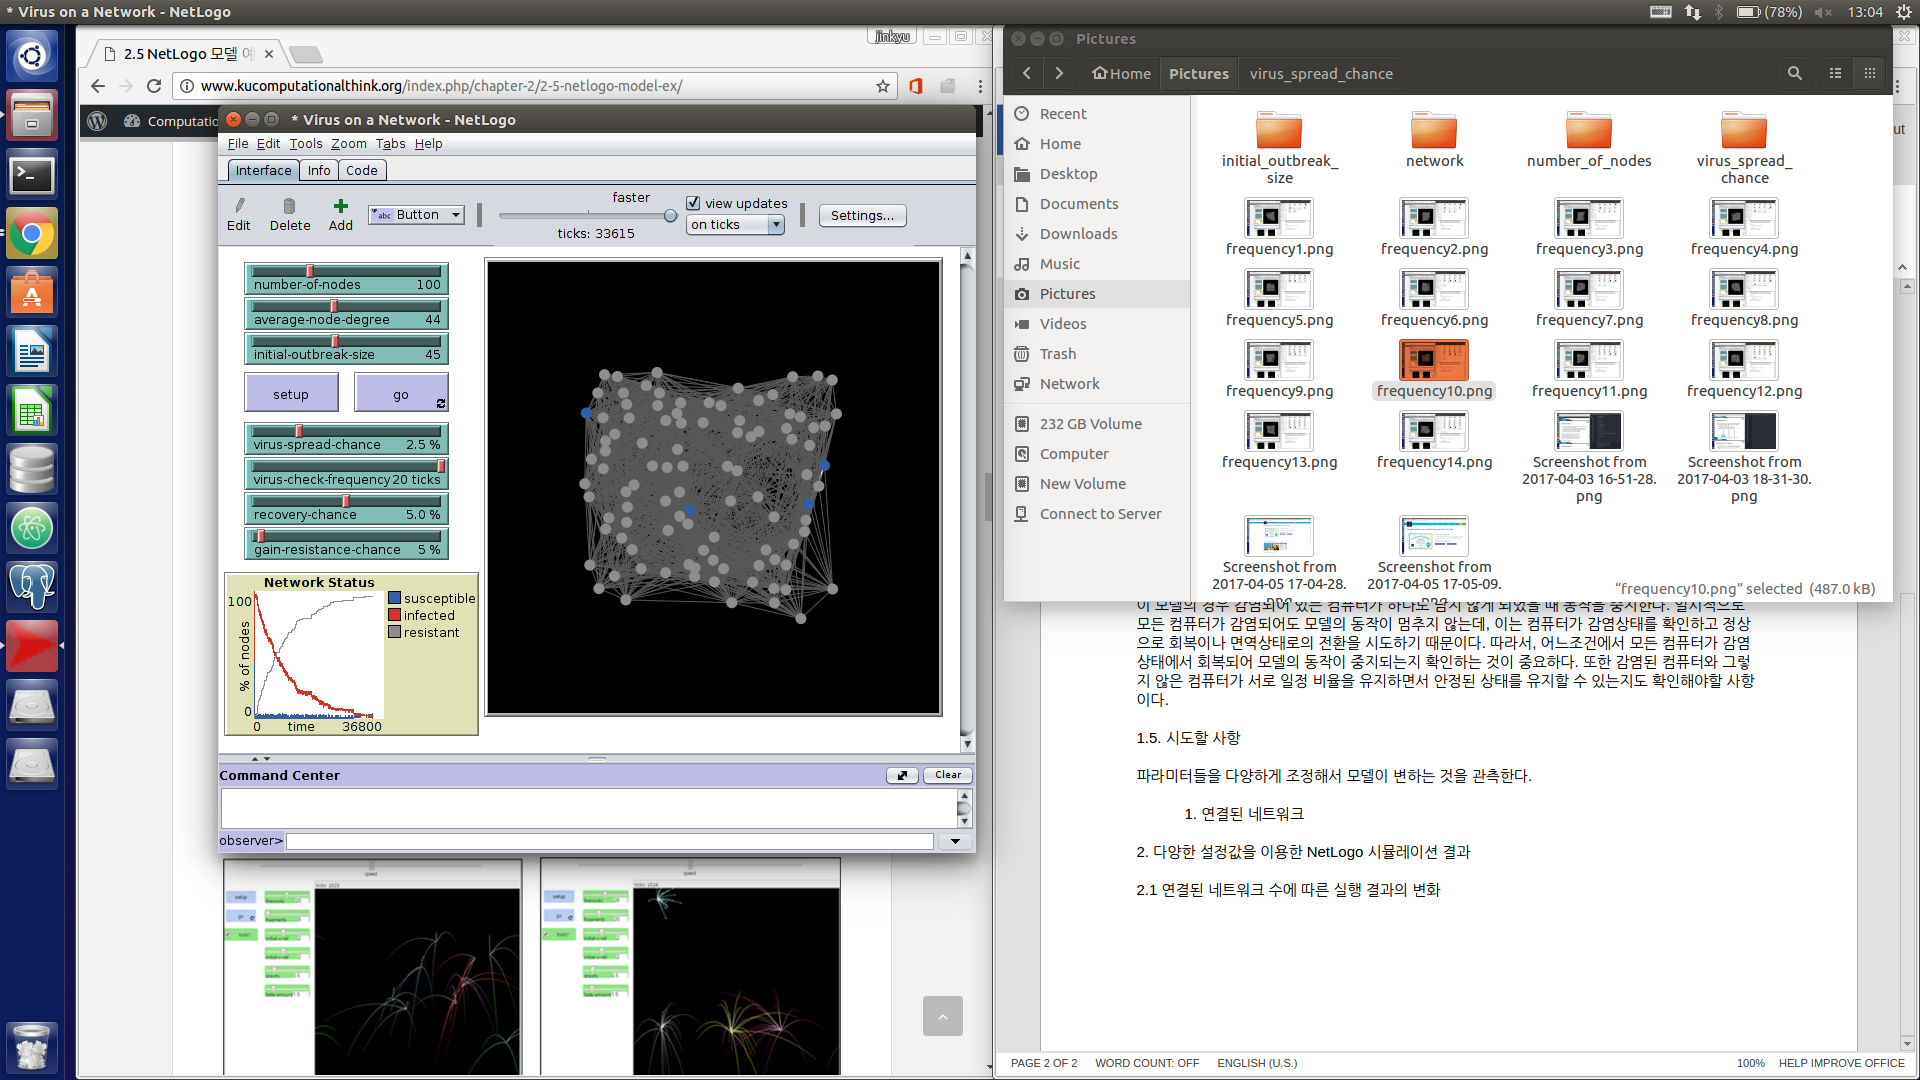 * Virus on a Network - NetLogo
(78%)
13:04
2.5 NetLogo 모델 예
jinkyu
www.kucomputationalthink.org/index.php/chapter-2/2-5-netlogo-model-ex/
Computatio
* Virus on a Network - NetLogo
File Edit Tools Zoom Tabs Help
Interface Info Code
Edit
Delete
Add
abc Button
faster
ticks: 33615
view updates
on ticks
Settings...
number-of-nodes 100
average-node-degree 44
initial-outbreak-size 45
setup
go
virus-spread-chance 2.5 %
virus-check-frequency 20 ticks
recovery-chance 5.0 %
gain-resistance-chance 5 %
Network Status
100
% of nodes
0
0
time
36800
susceptible
infected
resistant
Command Center
Clear
observer>
speed
setup
go
speed
setup
go
Pictures
Home
Pictures
virus_spread_chance
Recent
Home
Desktop
Documents
Downloads
Music
Pictures
Videos
Trash
Network
232 GB Volume
Computer
New Volume
Connect to Server
initial_outbreak_
size
network
number_of_nodes
virus_spread_
chance
frequency1.png
frequency2.png
frequency3.png
frequency4.png
frequency5.png
frequency6.png
frequency7.png
frequency8.png
frequency9.png
frequency10.png
frequency11.png
frequency12.png
frequency13.png
frequency14.png
Screenshot from
2017-04-03 16-51-28.
png
Screenshot from
2017-04-03 18-31-30.
png
Screenshot from
2017-04-05 17-04-28.
png
Screenshot from
2017-04-05 17-05-09.
png
“frequency10.png” selected (487.0 kB)
ut
이 모델의 경우 감염되어 있는 컴퓨터가 하나도 남지 않게 되었을 때 동작을 중지한다. 일시적으로
모든 컴퓨터가 감염되어도 모델의 동작이 멈추지 않는데, 이는 컴퓨터가 감염상태를 확인하고 정상
으로 회복이나 면역상태로의 전환을 시도하기 때문이다. 따라서, 어느조건에서 모든 컴퓨터가 감염
상태에서 회복되어 모델의 동작이 중지되는지 확인하는 것이 중요하다. 또한 감염된 컴퓨터와 그렇
지 않은 컴퓨터가 서로 일정 비율을 유지하면서 안정된 상태를 유지할 수 있는지도 확인해야할 사항
이다.
1.5. 시도할 사항
파라미터들을 다양하게 조정해서 모델이 변하는 것을 관측한다.
1. 연결된 네트워크
2. 다양한 설정값을 이용한 NetLogo 시뮬레이션 결과
2.1 연결된 네트워크 수에 따른 실행 결과의 변화
PAGE 2 OF 2
WORD COUNT: OFF
ENGLISH (U.S.)
100%
HELP IMPROVE OFFICE